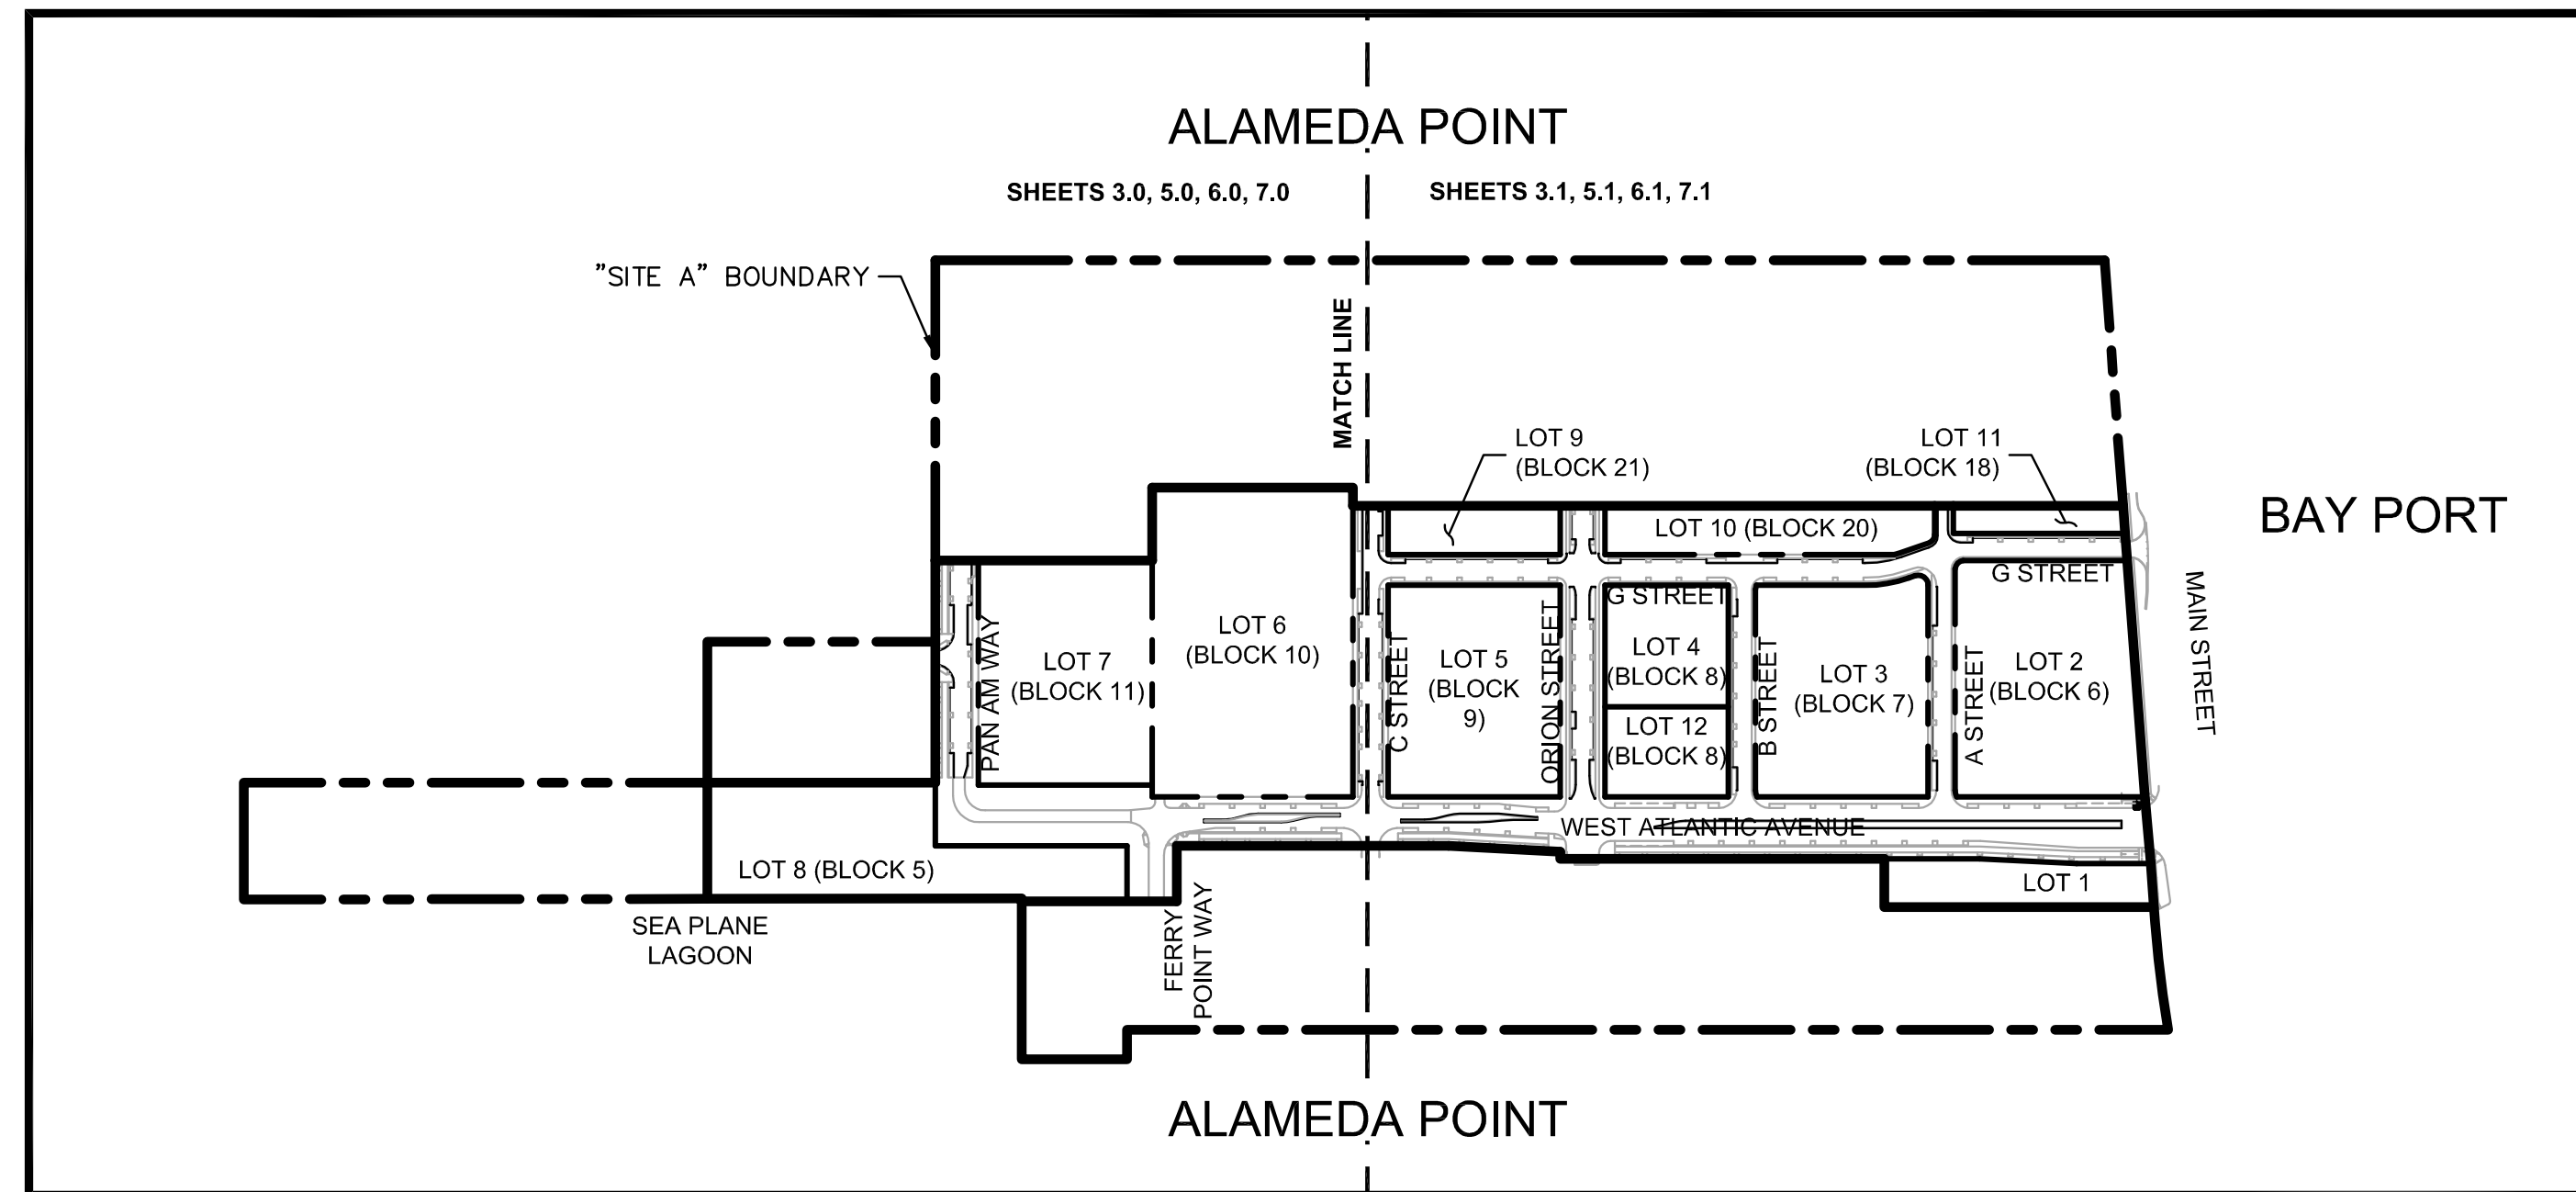 ALAMEDA POINT
SHEETS 3.0, 5.0, 6.0, 7.0
SHEETS 3.1, 5.1, 6.1, 7.1
"SITE A" BOUNDARY
MATCH LINE
LOT 9
(BLOCK 21)
LOT 11
(BLOCK 18)
BAY PORT
LOT 10 (BLOCK 20)
G STREET
MAIN STREET
G STREET
LOT 6
(BLOCK 10)
LOT 7
(BLOCK 11)
PAN AM WAY
C STREET
LOT 5
(BLOCK
9)
ORION STREET
LOT 4
(BLOCK 8)
LOT 12
(BLOCK 8)
B STREET
LOT 3
(BLOCK 7)
A STREET
LOT 2
(BLOCK 6)
WEST ATLANTIC AVENUE
LOT 8 (BLOCK 5)
LOT 1
SEA PLANE
LAGOON
FERRY
POINT WAY
ALAMEDA POINT